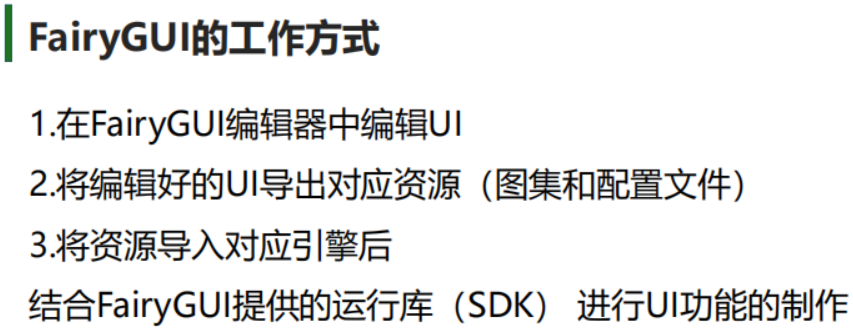 FairyGUI的工作方式
1.在FairyGUI编辑器中编辑UI
2.将编辑好的UI导出对应资源（图集和配置文件）
3.将资源导入对应引擎后
结合FairyGUI提供的运行库（SDK） 进行UI功能的制作